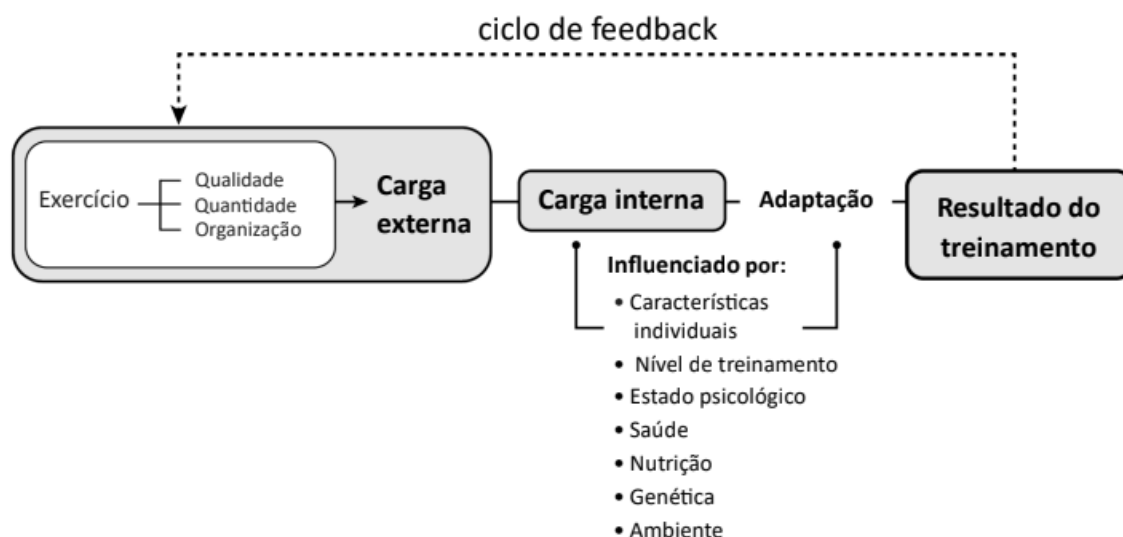 ciclo de feedback
Exercício
Qualidade
Quantidade
Organização
Carga
externa
Carga interna
Adaptação
Resultado do
treinamento
Influenciado por:
• Características
individuais
• Nível de treinamento
• Estado psicológico
• Saúde
• Nutrição
• Genética
• Ambiente